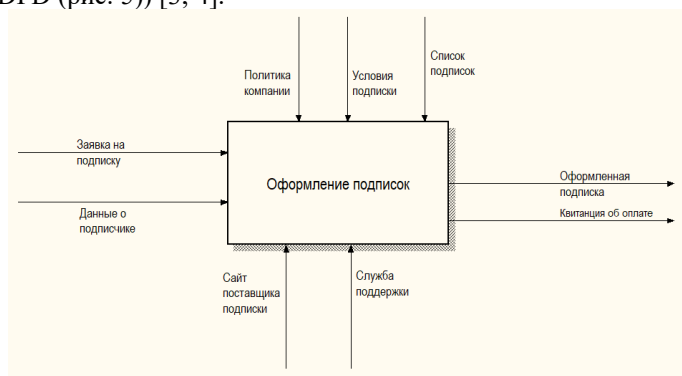 DFD (рис. 5)) [3, 4].
Политика
компании
Условия
подписки
Список
подписок
Заявка на
подписку
Оформление подписок
Оформленная
подписка
Данные о
подписчике
Квитанция об оплате
Сайт
поставщика
подписки
Служба
поддержки